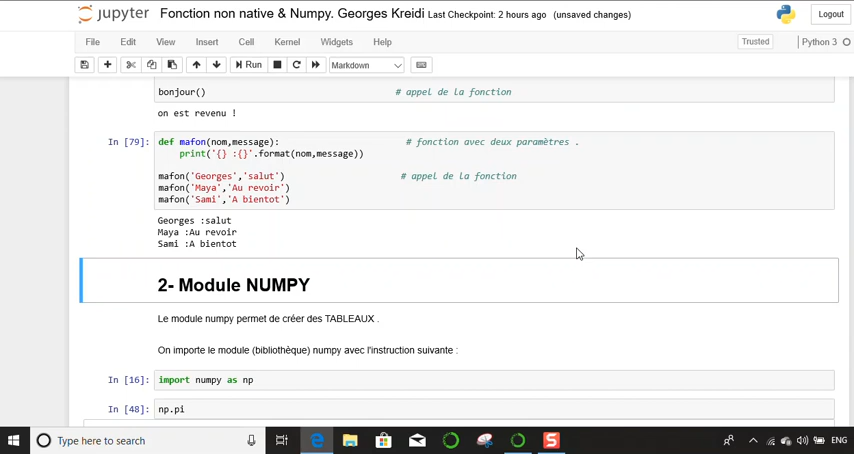 jupyter Fonction non native & Numpy. Georges Kreidi Last Checkpoint: 2 hours ago (unsaved changes)
Logout
File Edit View Insert Cell Kernel Widgets Help
Trusted
Python 3
Run
Markdown
bonjour() # appel de la fonction
on est revenu !
In [79]: def mafon(nom,message): # fonction avec deux paramètres .
print('{} :{}'.format(nom,message))
mafon('Georges','salut') # appel de la fonction
mafon('Maya','Au revoir')
mafon('Sami','A bientot')
Georges :salut
Maya :Au revoir
Sami :A bientot
2- Module NUMPY
Le module numpy permet de créer des TABLEAUX .
On importe le module (bibliothèque) numpy avec l'instruction suivante :
In [16]: import numpy as np
In [48]: np.pi
Type here to search
ENG